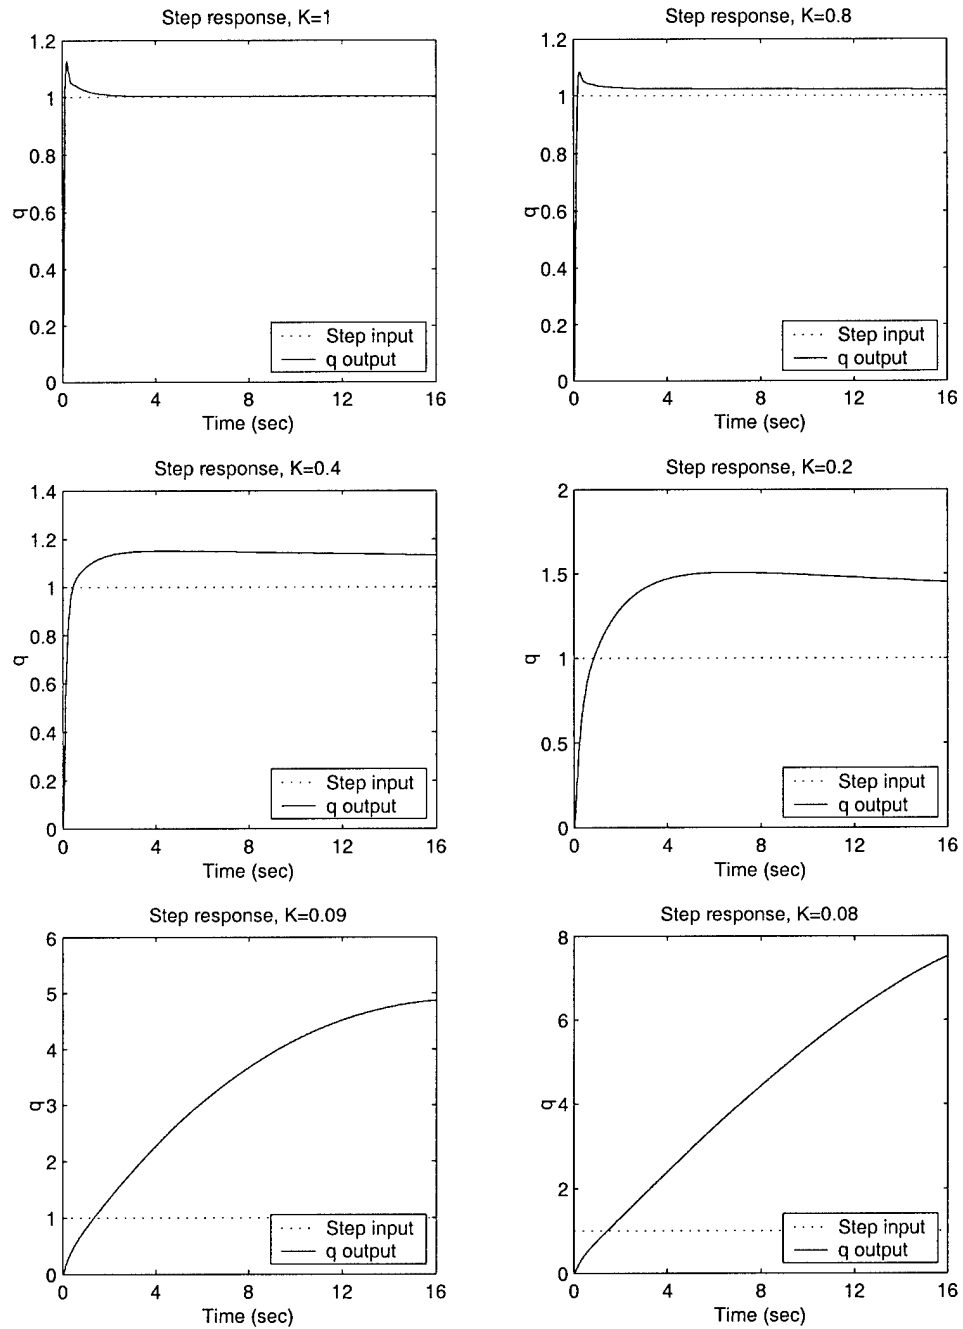 Step response, K=1
1.2
1
0.8
0.6
0.4
0.2
0
q
0 4 8 12 16
Time (sec)
Step input
q output
Step response, K=0.8
1.2
1
0.8
0.6
0.4
0.2
0
q
0 4 8 12 16
Time (sec)
Step input
q output
Step response, K=0.4
1.4
1.2
1
0.8
0.6
0.4
0.2
0
q
0 4 8 12 16
Time (sec)
Step input
q output
Step response, K=0.2
2
1.5
1
0.5
0
q
0 4 8 12 16
Time (sec)
Step input
q output
Step response, K=0.09
6
5
4
3
2
1
0
q
0 4 8 12 16
Time (sec)
Step input
q output
Step response, K=0.08
8
6
4
2
0
q
0 4 8 12 16
Time (sec)
Step input
q output